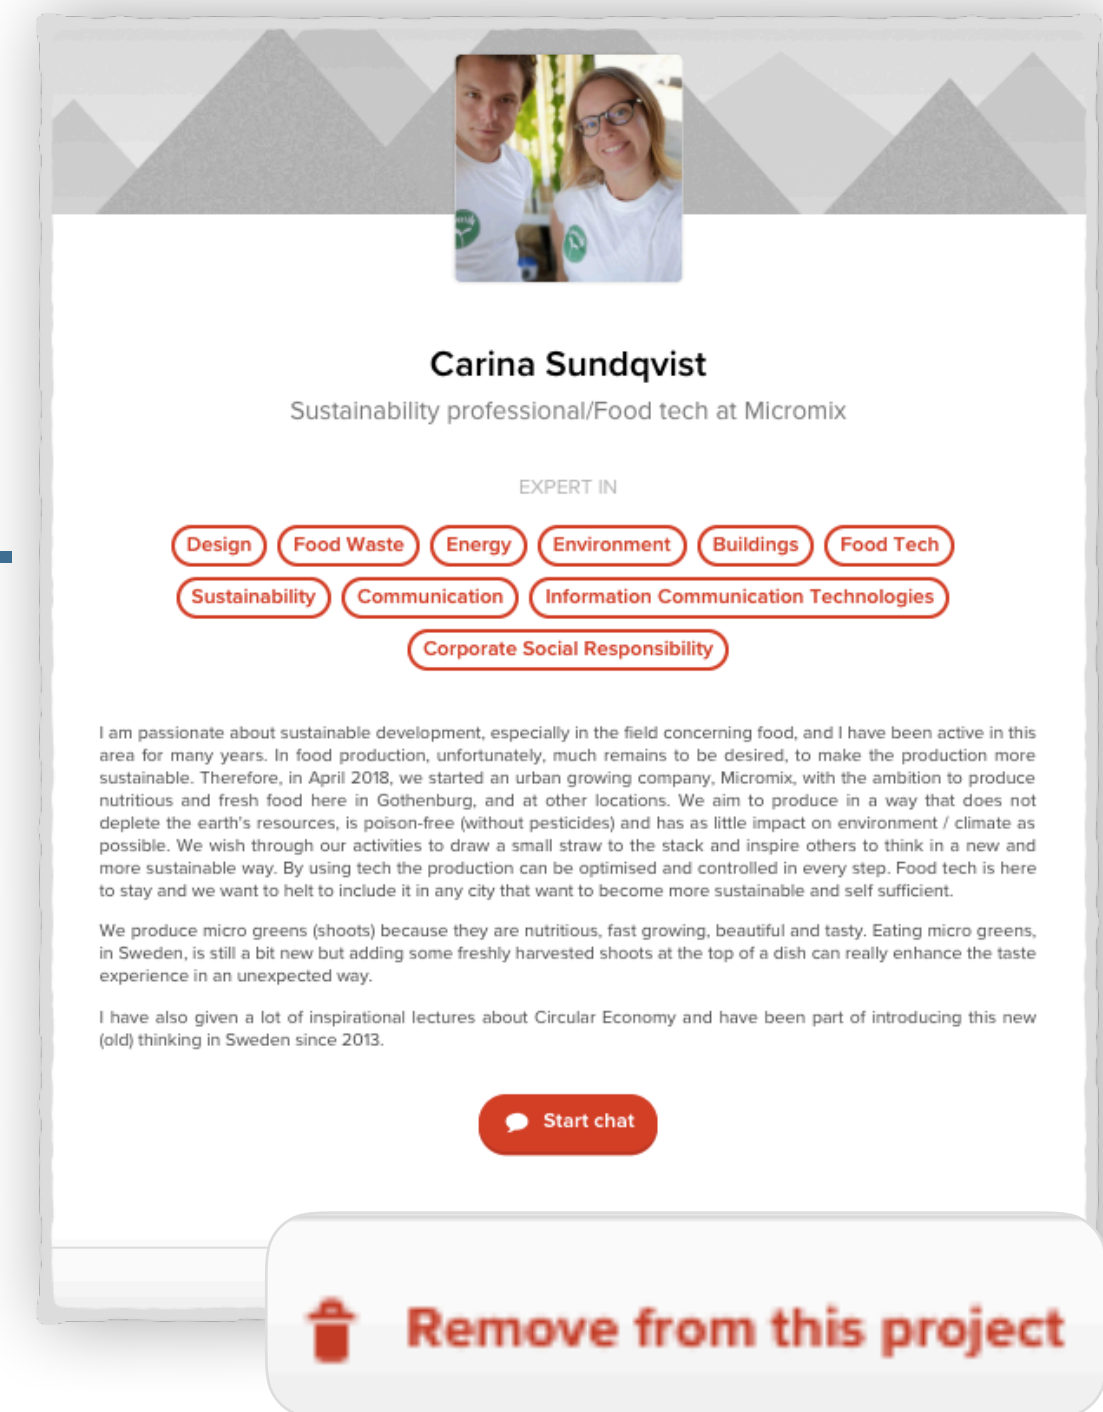 Carina Sundqvist
Sustainability professional/Food tech at Micromix
EXPERT IN
Design Food Waste Energy Environment Buildings Food Tech
Sustainability Communication Information Communication Technologies
Corporate Social Responsibility
I am passionate about sustainable development, especially in the field concerning food, and I have been active in this
area for many years. In food production, unfortunately, much remains to be desired, to make the production more
sustainable. Therefore, in April 2018, we started an urban growing company, Micromix, with the ambition to produce
nutritious and fresh food here in Gothenburg, and at other locations. We aim to produce in a way that does not
deplete the earth's resources, is poison-free (without pesticides) and has as little impact on environment / climate as
possible. We wish through our activities to draw a small straw to the stack and inspire others to think in a new and
more sustainable way. By using tech the production can be optimised and controlled in every step. Food tech is here
to stay and we want to helt to include it in any city that want to become more sustainable and self sufficient.
We produce micro greens (shoots) because they are nutritious, fast growing, beautiful and tasty. Eating micro greens,
in Sweden, is still a bit new but adding some freshly harvested shoots at the top of a dish can really enhance the taste
experience in an unexpected way.
I have also given a lot of inspirational lectures about Circular Economy and have been part of introducing this new
(old) thinking in Sweden since 2013.
Start chat
Remove from this project